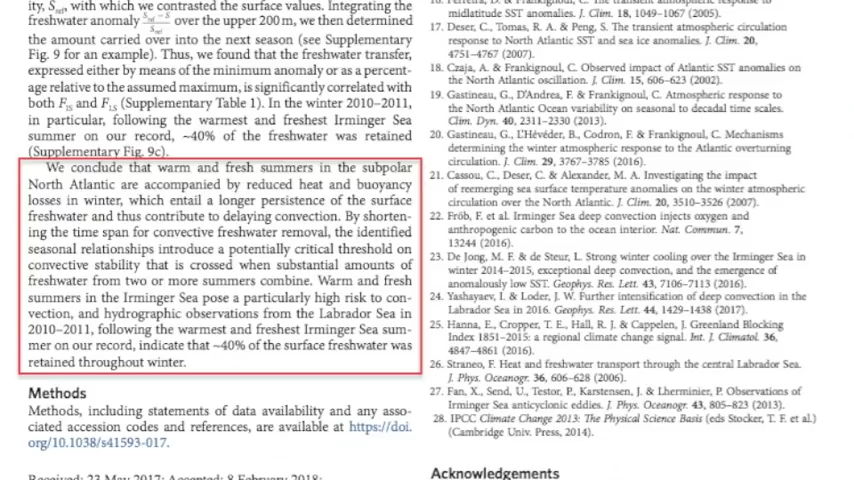 ity, Sref, with which we contrasted the surface values. Integrating the
freshwater anomaly Sref − S / Sref over the upper 200 m, we then determined
the amount carried over into the next season (see Supplementary
Fig. 9 for an example). Thus, we found that the freshwater transfer,
expressed either by means of the minimum anomaly or as a percent-
age relative to the assumed maximum, is significantly correlated with
both FIS and FLS (Supplementary Table 1). In the winter 2010–2011,
in particular, following the warmest and freshest Irminger Sea
summer on our record, ~40% of the freshwater was retained
(Supplementary Fig. 9c).
We conclude that warm and fresh summers in the subpolar
North Atlantic are accompanied by reduced heat and buoyancy
losses in winter, which entail a longer persistence of the surface
freshwater and thus contribute to delaying convection. By shorten-
ing the time span for convective freshwater removal, the identified
seasonal relationships introduce a potentially critical threshold on
convective stability that is crossed when substantial amounts of
freshwater from two or more summers combine. Warm and fresh
summers in the Irminger Sea pose a particularly high risk to con-
vection, and hydrographic observations from the Labrador Sea in
2010–2011, following the warmest and freshest Irminger Sea sum-
mer on our record, indicate that ~40% of the surface freshwater was
retained throughout winter.
Methods
Methods, including statements of data availability and any asso-
ciated accession codes and references, are available at https://doi.
org/10.1038/s41593-017.
Received: 23 May 2017; Accepted: 8 February 2018;
midlatitude SST anomalies. J. Clim. 18, 1049–1067 (2005).
17. Deser, C., Tomas, R. A. & Peng, S. The transient atmospheric circulation
response to North Atlantic SST and sea ice anomalies. J. Clim. 20,
4751–4767 (2007).
18. Czaja, A. & Frankignoul, C. Observed impact of Atlantic SST anomalies on
the North Atlantic oscillation. J. Clim. 15, 606–623 (2002).
19. Gastineau, G., D'Andrea, F. & Frankignoul, C. Atmospheric response to
the North Atlantic Ocean variability on seasonal to decadal time scales.
Clim. Dyn. 40, 2311–2330 (2013).
20. Gastineau, G., L'Hévéder, B., Codron, F. & Frankignoul, C. Mechanisms
determining the winter atmospheric response to the Atlantic overturning
circulation. J. Clim. 29, 3767–3785 (2016).
21. Cassou, C., Deser, C. & Alexander, M. A. Investigating the impact
of reemerging sea surface temperature anomalies on the winter atmospheric
circulation over the North Atlantic. J. Clim. 20, 3510–3526 (2007).
22. Fröb, F. et al. Irminger Sea deep convection injects oxygen and
anthropogenic carbon to the ocean interior. Nat. Commun. 7,
13244 (2016).
23. De Jong, M. F. & de Steur, L. Strong winter cooling over the Irminger Sea in
winter 2014–2015, exceptional deep convection, and the emergence of
anomalously low SST. Geophys. Res. Lett. 43, 7106–7113 (2016).
24. Yashayaev, I. & Loder, J. W. Further intensification of deep convection in the
Labrador Sea in 2016. Geophys. Res. Lett. 44, 1429–1438 (2017).
25. Hanna, E., Cropper, T. E., Hall, R. J. & Cappelen, J. Greenland Blocking
Index 1851–2015: a regional climate change signal. Int. J. Climatol. 36,
4847–4861 (2016).
26. Straneo, F. Heat and freshwater transport through the central Labrador Sea.
J. Phys. Oceanogr. 36, 606–628 (2006).
27. Fan, X., Send, U., Testor, P., Karstensen, J. & Lherminier, P. Observations of
Irminger Sea anticyclonic eddies. J. Phys. Oceanogr. 43, 805–823 (2013).
28. IPCC Climate Change 2013: The Physical Science Basis (eds Stocker, T. F. et al.)
(Cambridge Univ. Press, 2014).
Acknowledgements